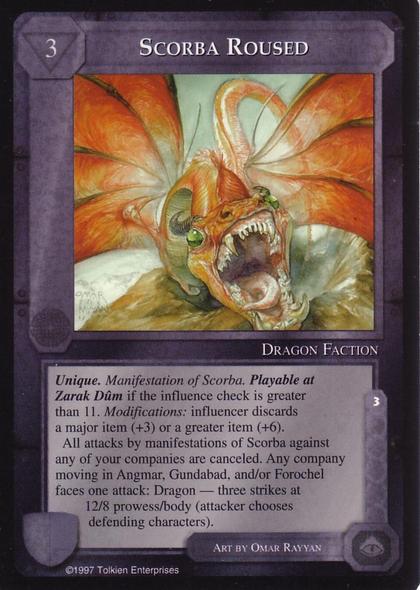 3
SCORBA ROUSED
OMAR
RAYYAN
DRAGON FACTION
Unique. Manifestation of Scorba. Playable at
Zarak Dûm if the influence check is greater
than 11. Modifications: influencer discards
a major item (+3) or a greater item (+6).
All attacks by manifestations of Scorba against
any of your companies are canceled. Any company
moving in Angmar, Gundabad, and/or Forochel
faces one attack: Dragon — three strikes at
12/8 prowess/body (attacker chooses
defending characters).
3
ART BY OMAR RAYYAN
©1997 Tolkien Enterprises